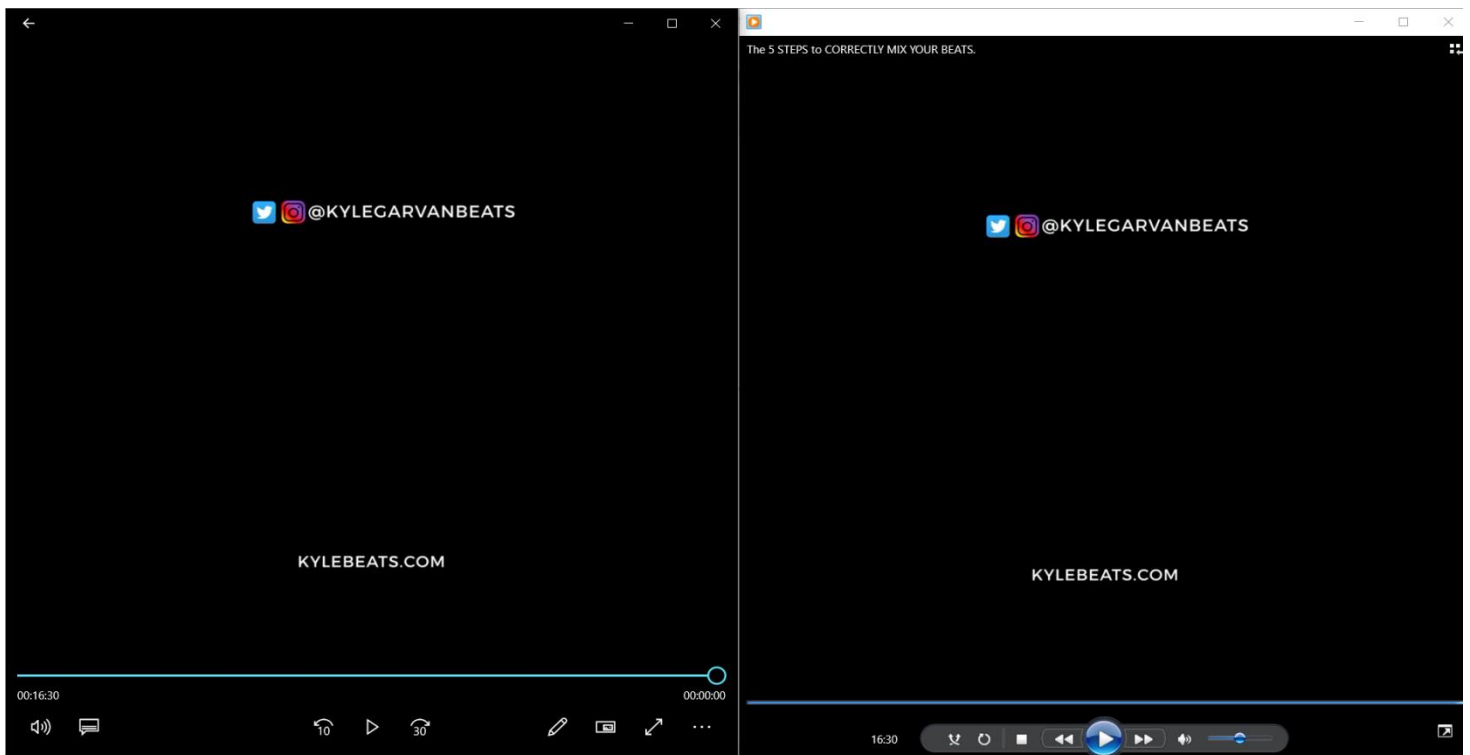 @KYLEGARVANBEATS
KYLEBEATS.COM
00:16:30
00:00:00
10
30
The 5 STEPS to CORRECTLY MIX YOUR BEATS.
@KYLEGARVANBEATS
KYLEBEATS.COM
16:30